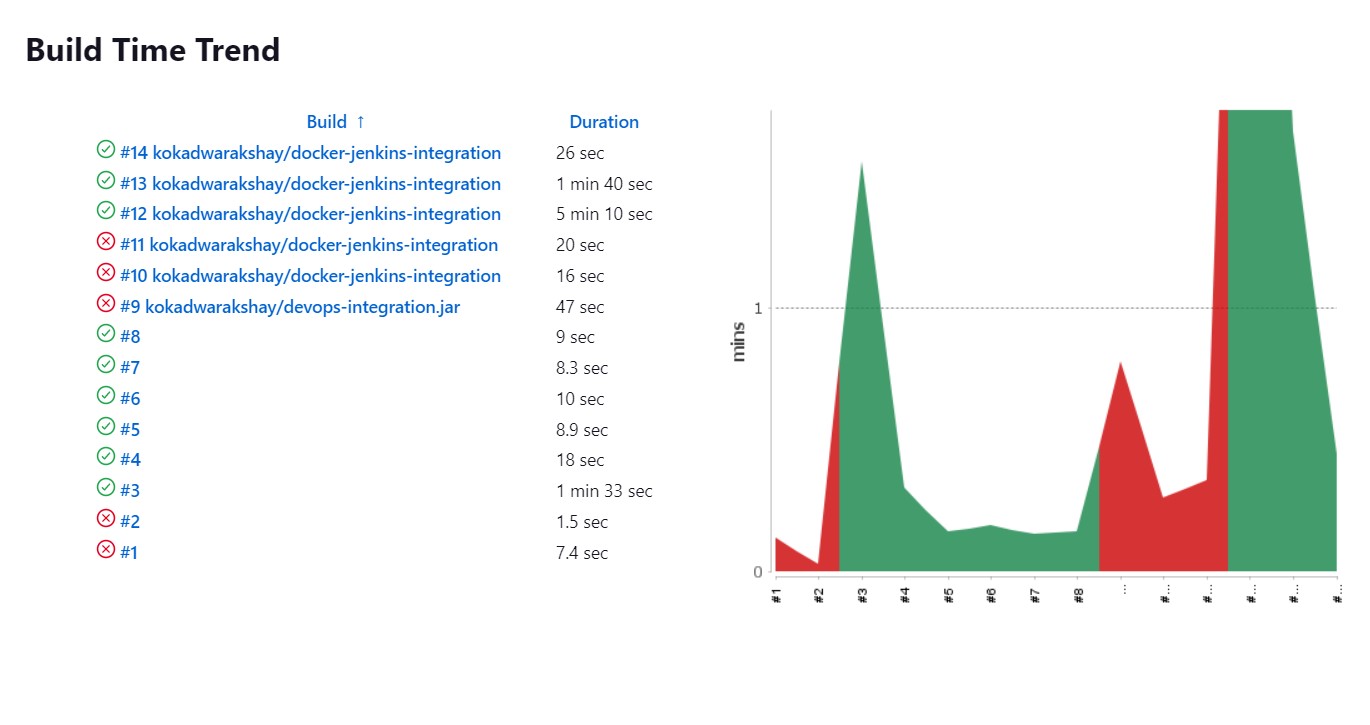 Build Time Trend
Build ↑ Duration
#14 kokadwarakshay/docker-jenkins-integration 26 sec
#13 kokadwarakshay/docker-jenkins-integration 1 min 40 sec
#12 kokadwarakshay/docker-jenkins-integration 5 min 10 sec
#11 kokadwarakshay/docker-jenkins-integration 20 sec
#10 kokadwarakshay/docker-jenkins-integration 16 sec
#9 kokadwarakshay/devops-integration.jar 47 sec
#8 9 sec
#7 8.3 sec
#6 10 sec
#5 8.9 sec
#4 18 sec
#3 1 min 33 sec
#2 1.5 sec
#1 7.4 sec
mins
1
0
#1 #2 #3 #4 #5 #6 #7 #8 ... #... #... #... #... #...